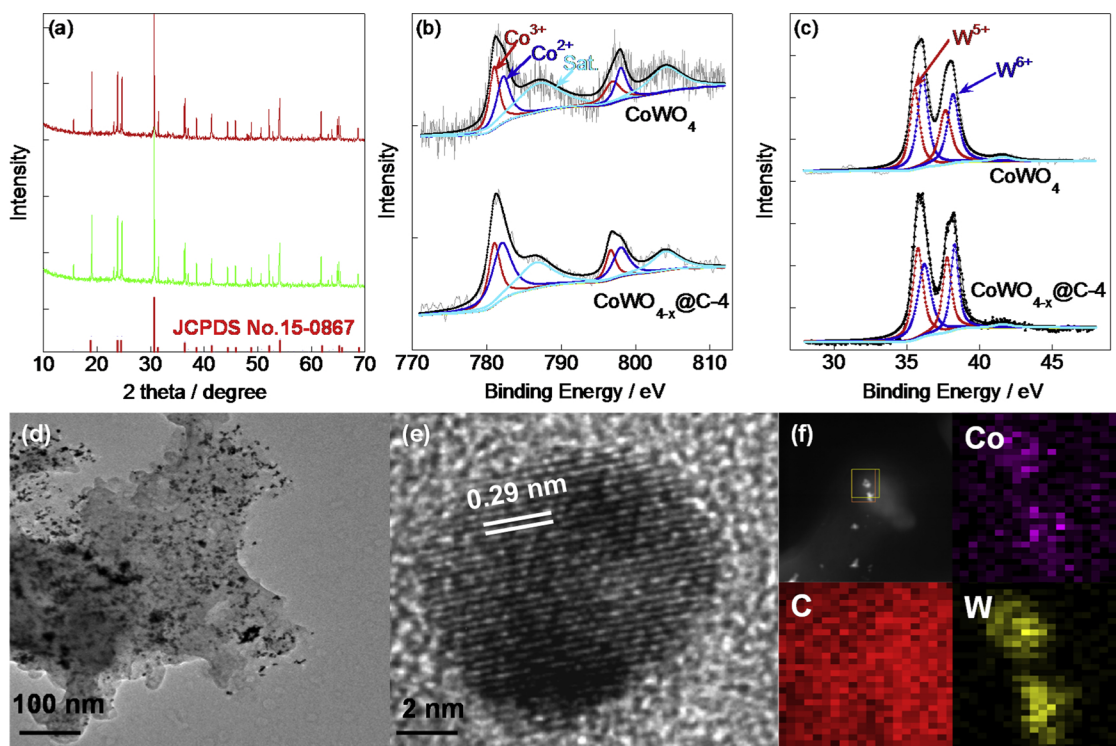 (a)
Intensity
JCPDS No.15-0867
10 20 30 40 50 60 70
2 theta / degree
(b)
Co3+
Co2+
Sat.
CoWO4
Intensity
CoWO4-x@C-4
770 780 790 800 810
Binding Energy / eV
(c)
W5+
W6+
CoWO4
Intensity
CoWO4-x@C-4
30 35 40 45
Binding Energy / eV
(d)
100 nm
(e)
0.29 nm
2 nm
(f)
Co
C
W